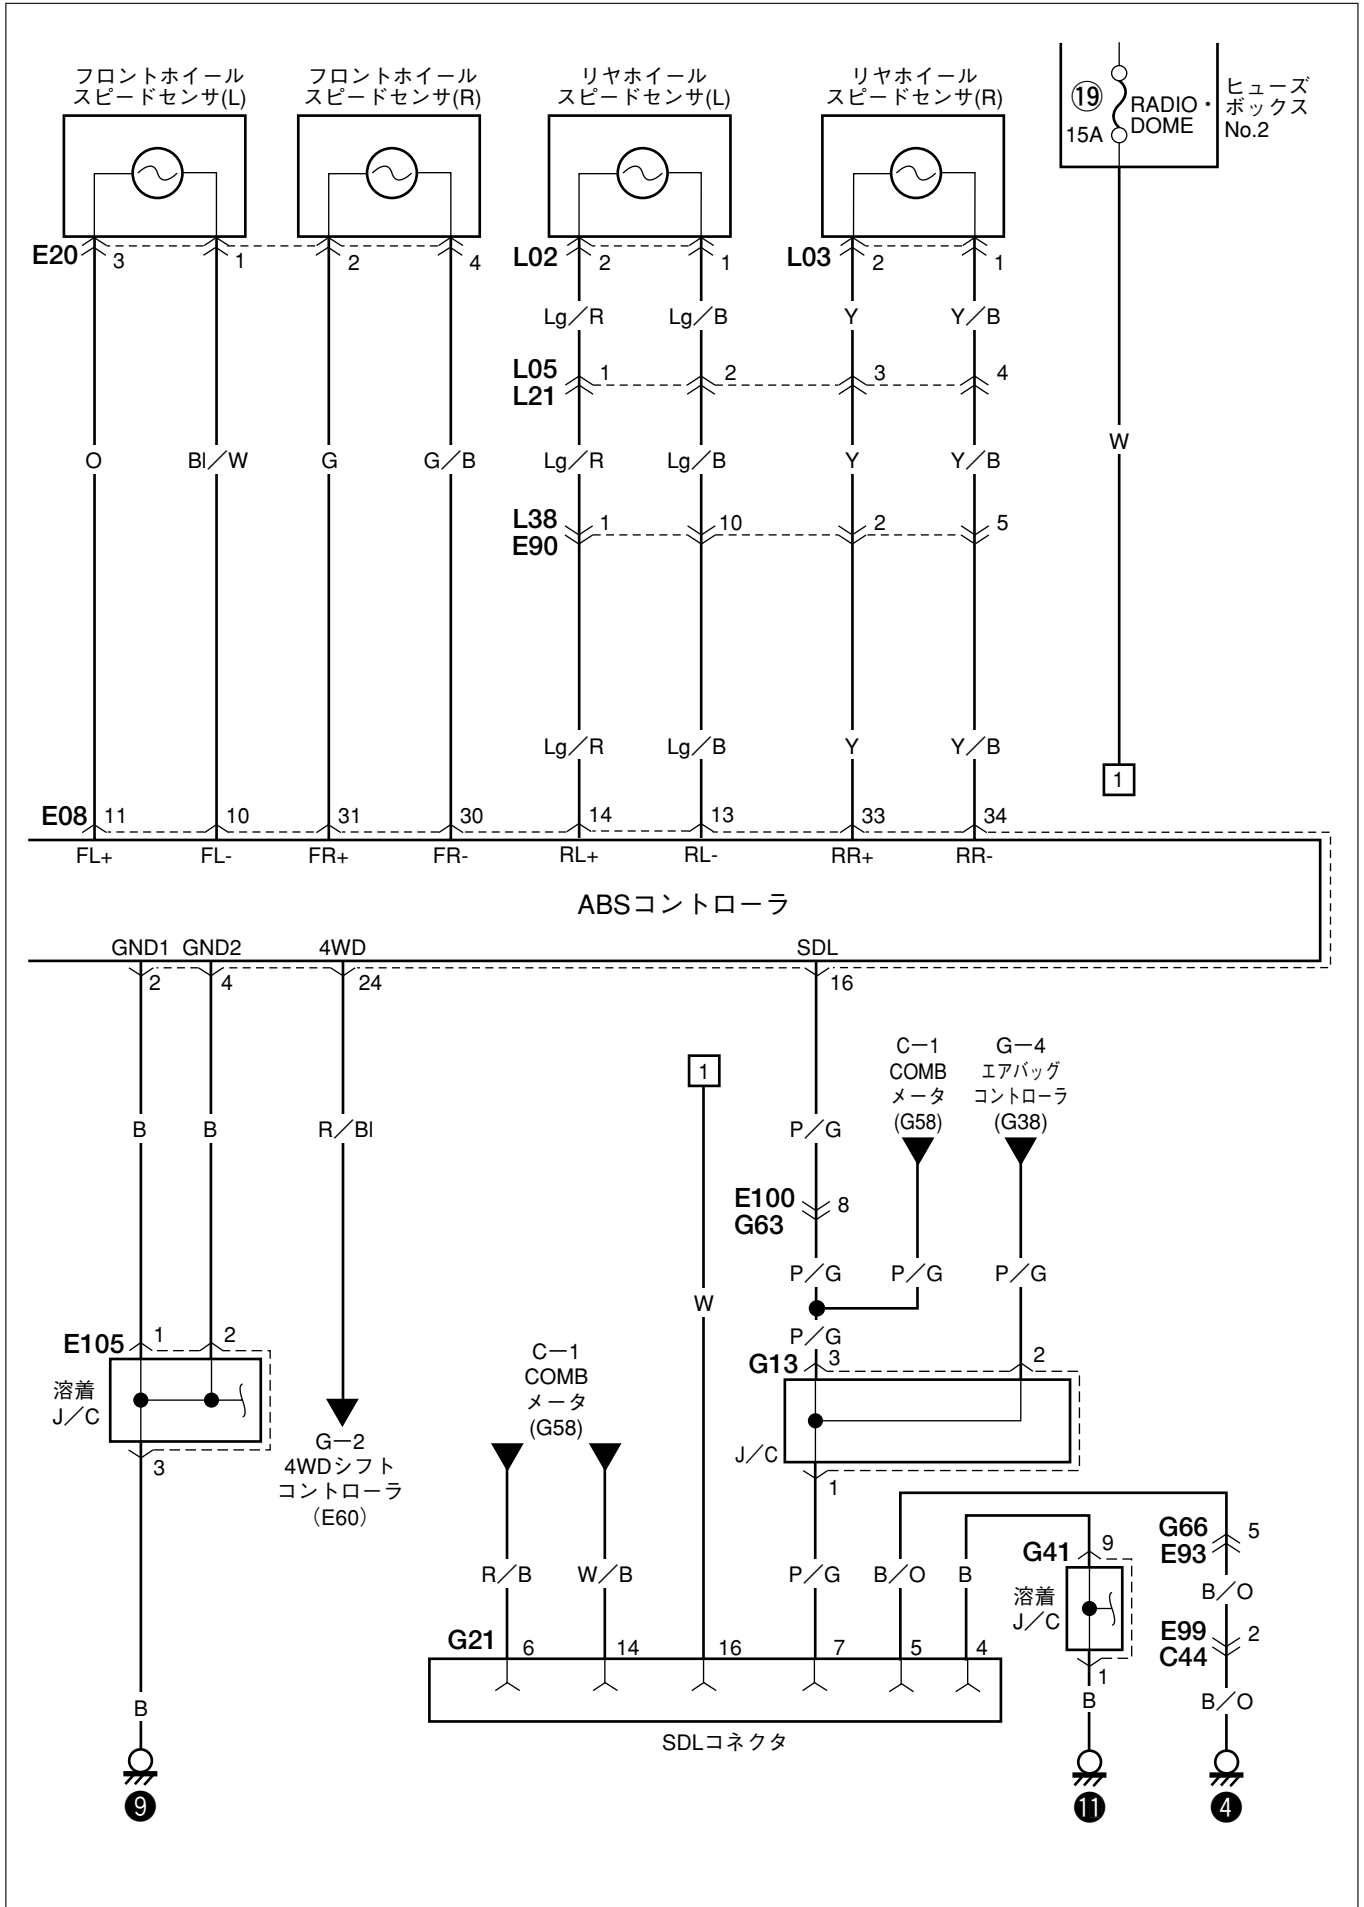 フロントホイール
スピードセンサ(L)
フロントホイール
スピードセンサ(R)
リヤホイール
スピードセンサ(L)
リヤホイール
スピードセンサ(R)
⑲
15A
RADIO・
DOME
ヒューズ
ボックス
No.2
E20 3 1 2 4
L02 2 1
L03 2 1
Lg/R Lg/B Y Y/B
L05
L21
1 2 3 4
W
O Bl/W G G/B Lg/R Lg/B Y Y/B
L38
E90
1 10 2 5
Lg/R Lg/B Y Y/B
1
E08 11 10 31 30 14 13 33 34
FL+ FL- FR+ FR- RL+ RL- RR+ RR-
ABSコントローラ
GND1 GND2 4WD SDL
2 4 24 16
1
C－1
COMB
メータ
(G58)
G－4
エアバッグ
コントローラ
(G38)
B B R/Bl P/G
E100
G63
8
P/G P/G P/G
W
P/G
E105 1 2
溶着
J/C
3
G－2
4WDシフト
コントローラ
（E60）
C－1
COMB
メータ
(G58)
G13 3 2
J/C
1
G66
E93
5
G41 9
溶着
J/C
1
R/B W/B P/G B/O B
B/O
E99
C44
2
G21 6 14 16 7 5 4
B
B
B/O
SDLコネクタ
❾
⓫
❹